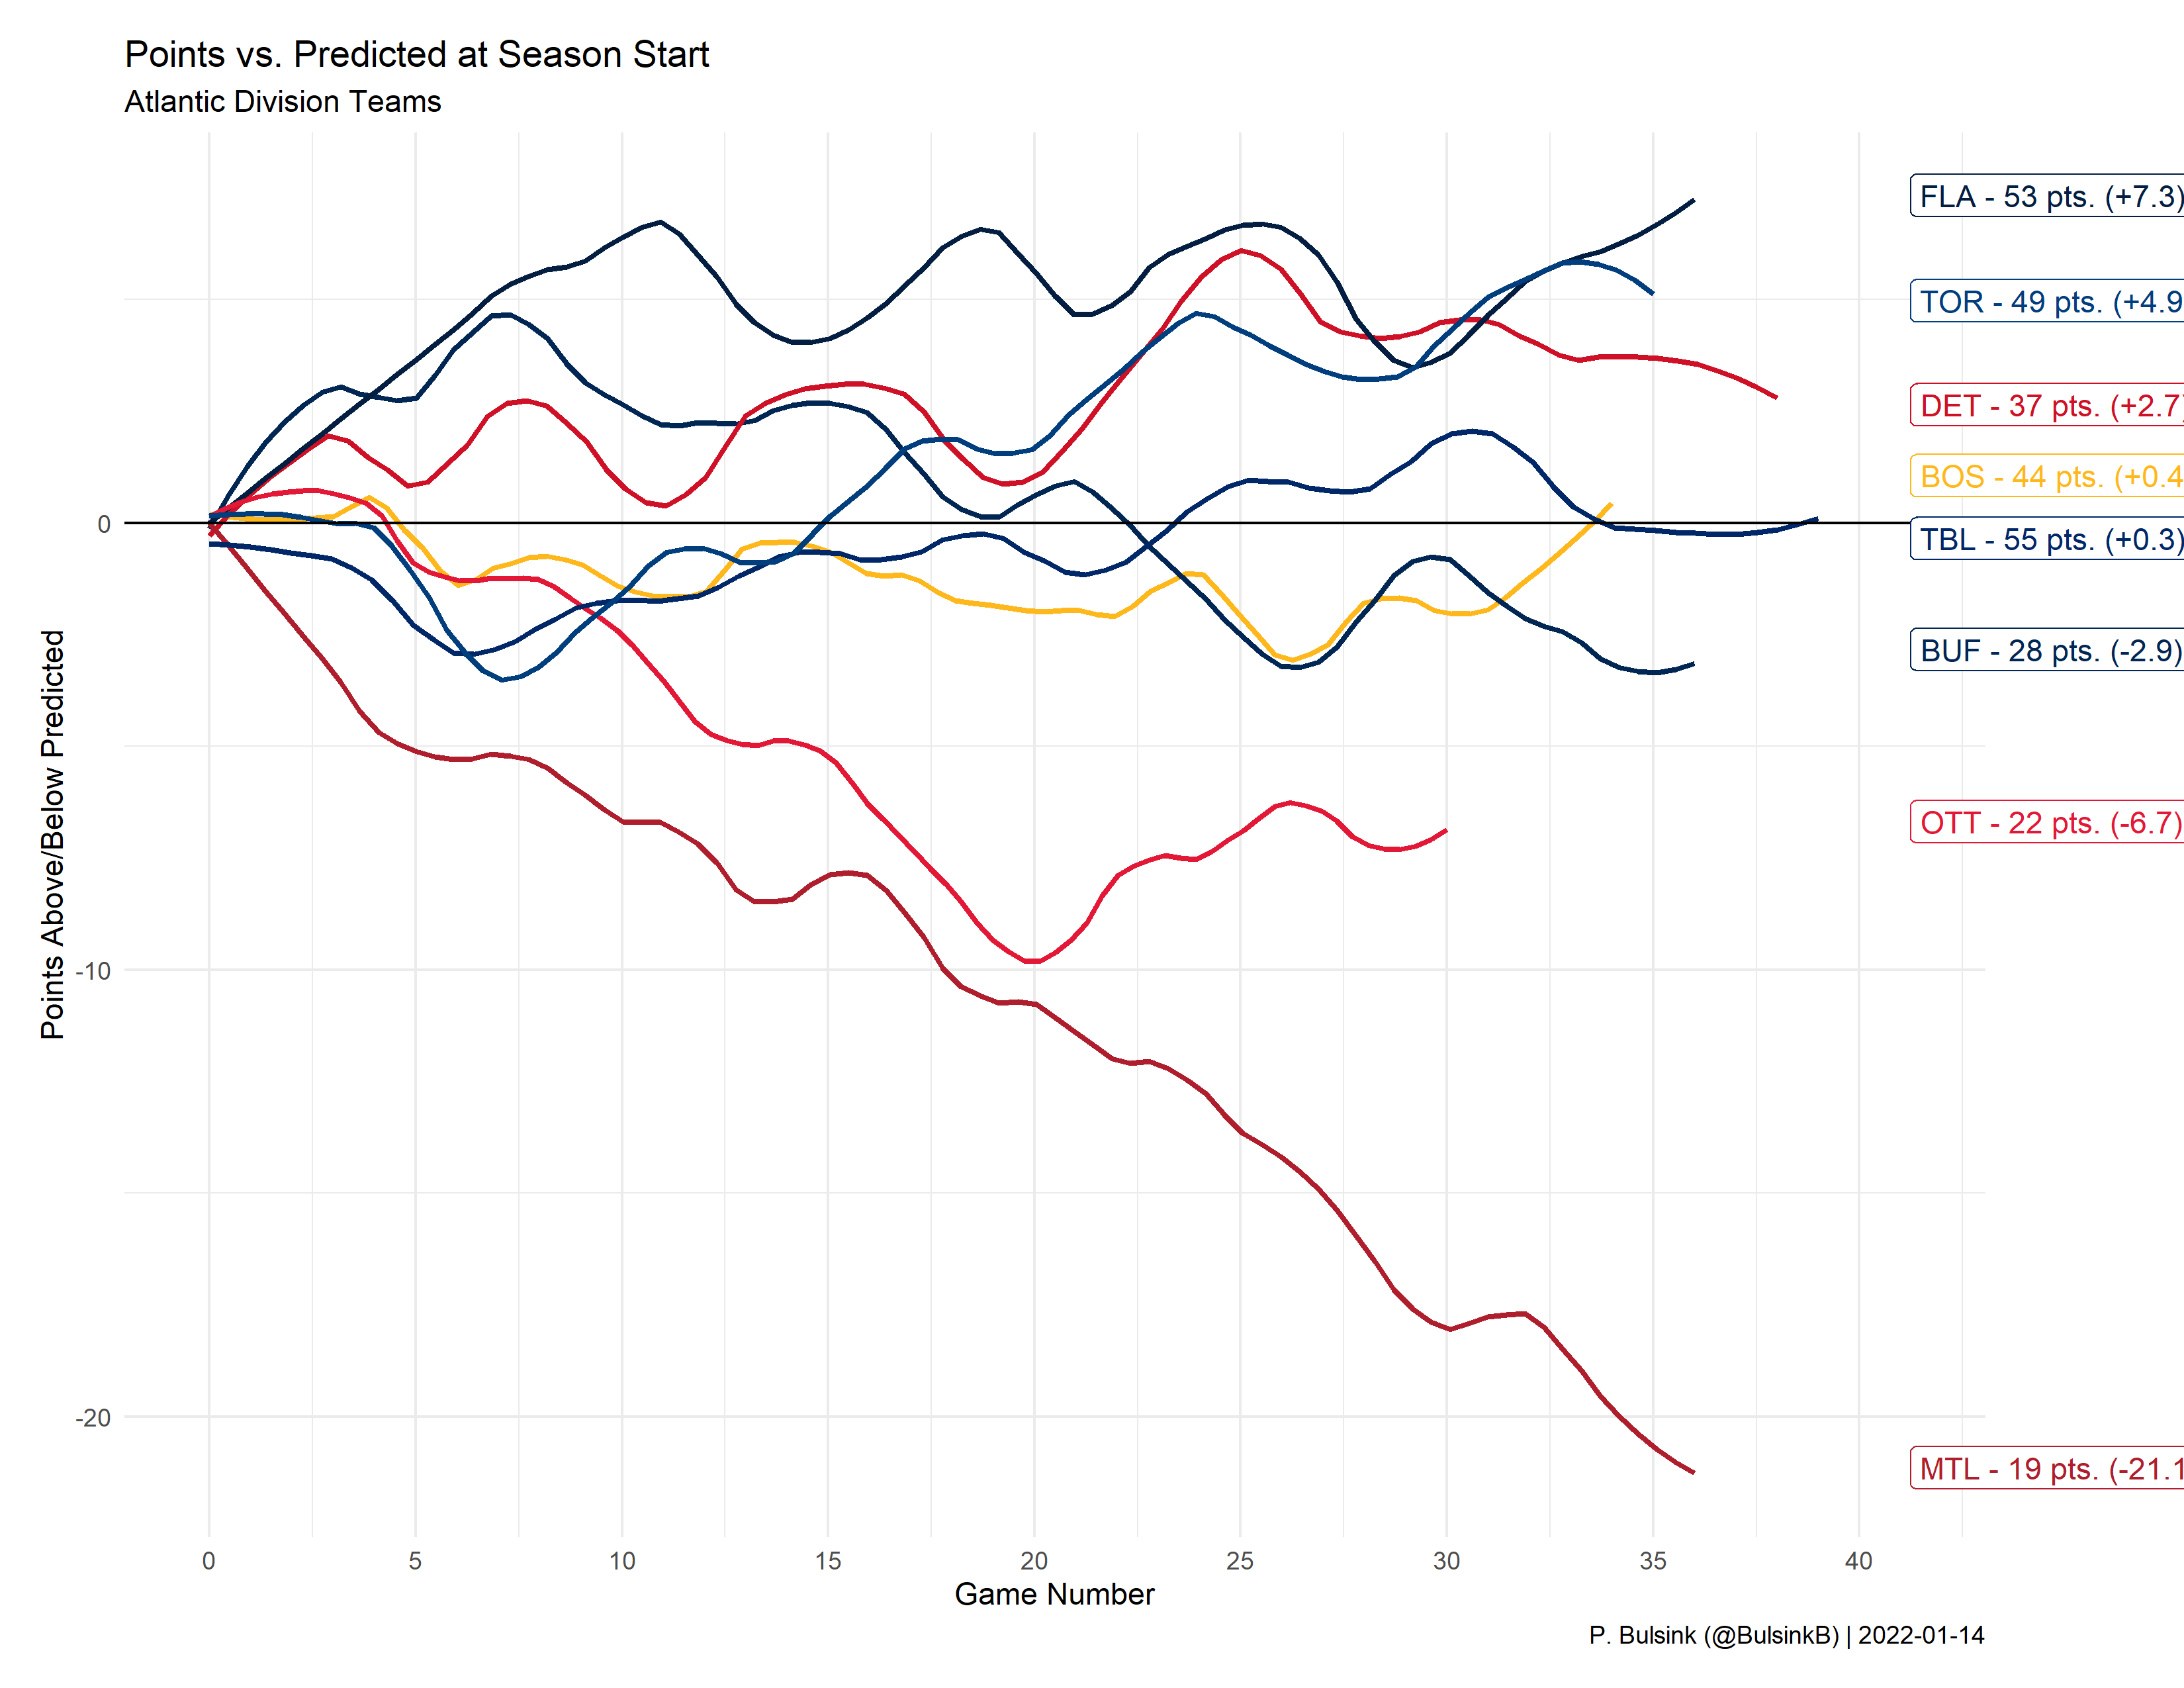 Points vs. Predicted at Season Start
Atlantic Division Teams
Points Above/Below Predicted
0
-10
-20
FLA - 53 pts. (+7.3)
TOR - 49 pts. (+4.9
DET - 37 pts. (+2.7)
BOS - 44 pts. (+0.4
TBL - 55 pts. (+0.3)
BUF - 28 pts. (-2.9)
OTT - 22 pts. (-6.7)
MTL - 19 pts. (-21.1
0 5 10 15 20 25 30 35 40
Game Number
P. Bulsink (@BulsinkB) | 2022-01-14